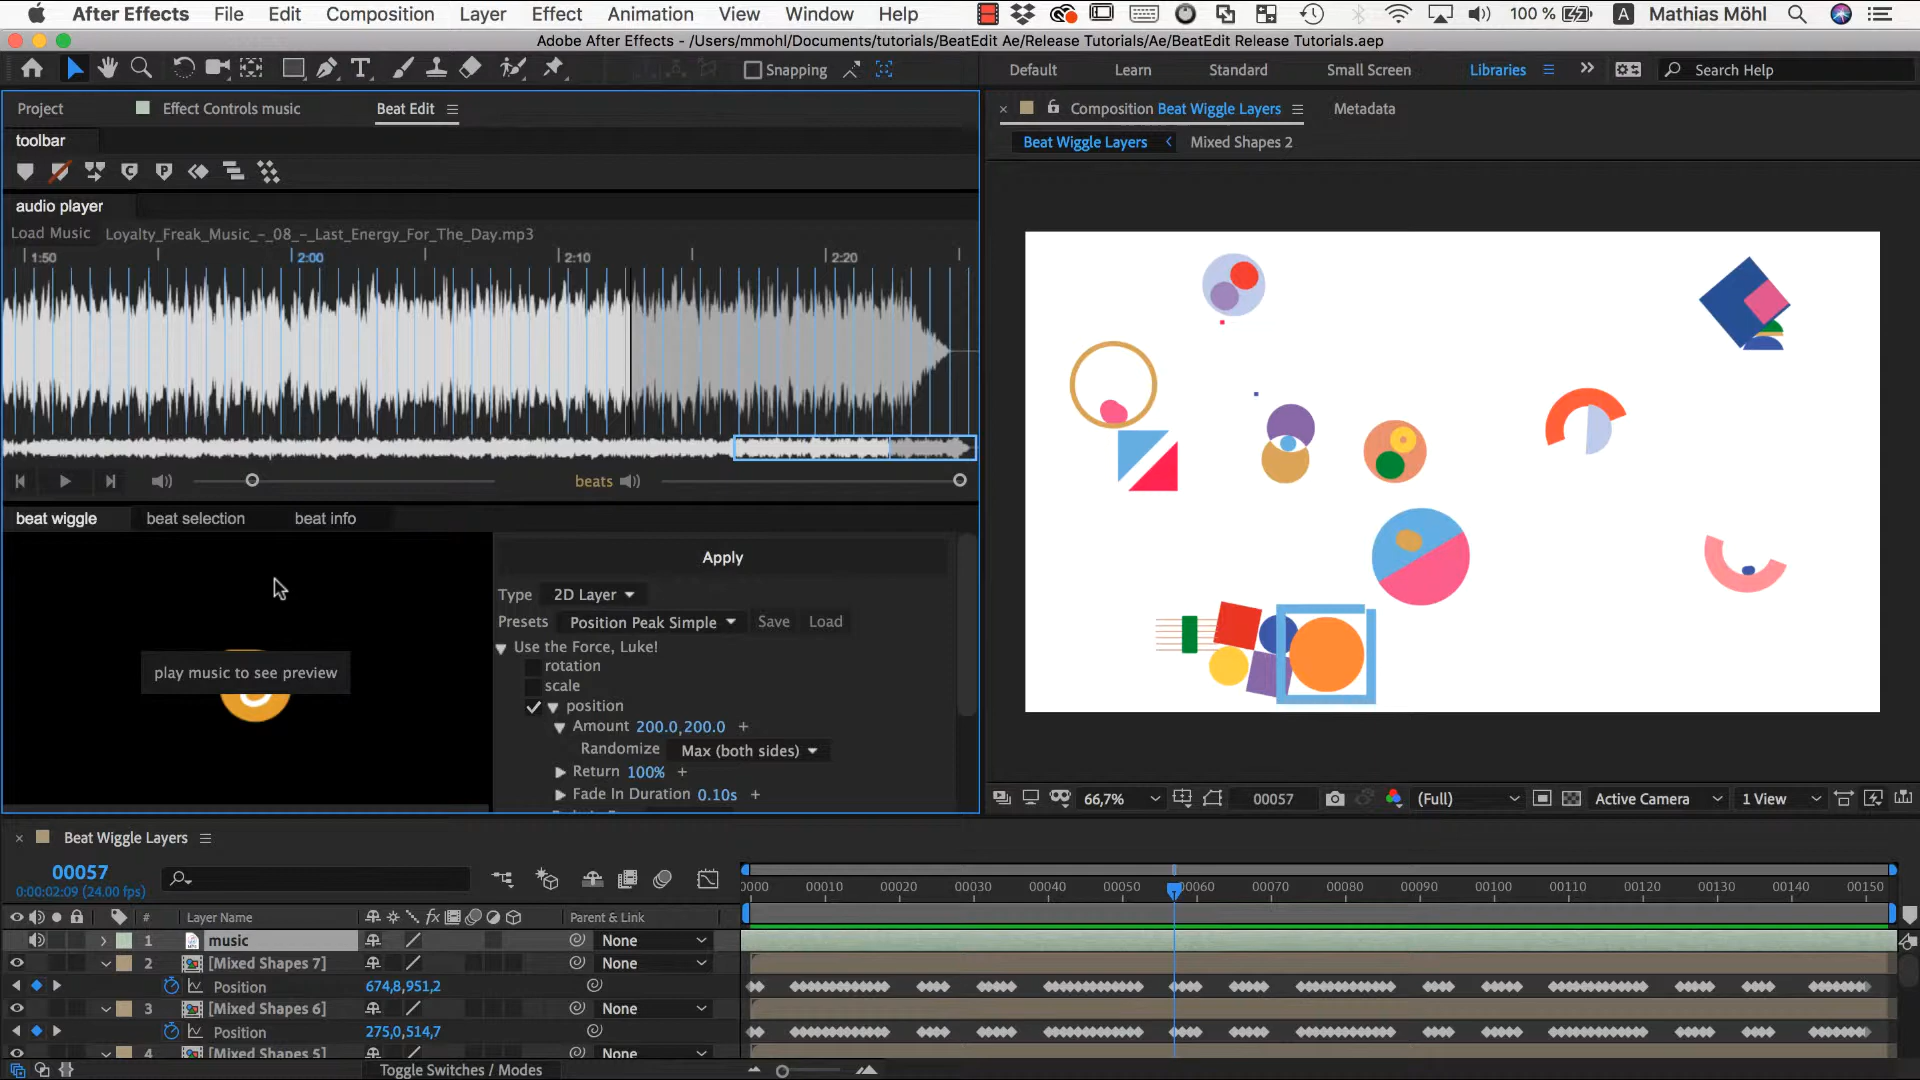 After Effects File Edit Composition Layer Effect Animation View Window Help 100 % A Mathias Möhl
Adobe After Effects - /Users/mmohl/Documents/tutorials/BeatEdit Ae/Release Tutorials/Ae/BeatEdit Release Tutorials.aep
Snapping Default Learn Standard Small Screen Libraries Search Help
Project Effect Controls music Beat Edit
Composition Beat Wiggle Layers Metadata
toolbar
Beat Wiggle Layers Mixed Shapes 2
C P
audio player
Load Music Loyalty_Freak_Music_-_08_-_Last_Energy_For_The_Day.mp3
1:50 2:00 2:10 2:20
beats
beat wiggle beat selection beat info
Apply
Type 2D Layer
Presets Position Peak Simple Save Load
Use the Force, Luke!
rotation
play music to see preview
scale
position
Amount 200.0,200.0 +
Randomize Max (both sides)
Return 100% +
Fade In Duration 0.10s +
66,7% 00057 (Full) Active Camera 1 View
Beat Wiggle Layers
00057
0:00:02:09 (24.00 fps)
0000 00010 00020 00030 00040 00050 00060 00070 00080 00090 00100 00110 00120 00130 00140 00150
# Layer Name fx Parent & Link
1 music None
2 [Mixed Shapes 7] None
Position 674,8,951,2
3 [Mixed Shapes 6] None
Position 275,0,514,7
4 [Mixed Shapes 5] None
Toggle Switches / Modes